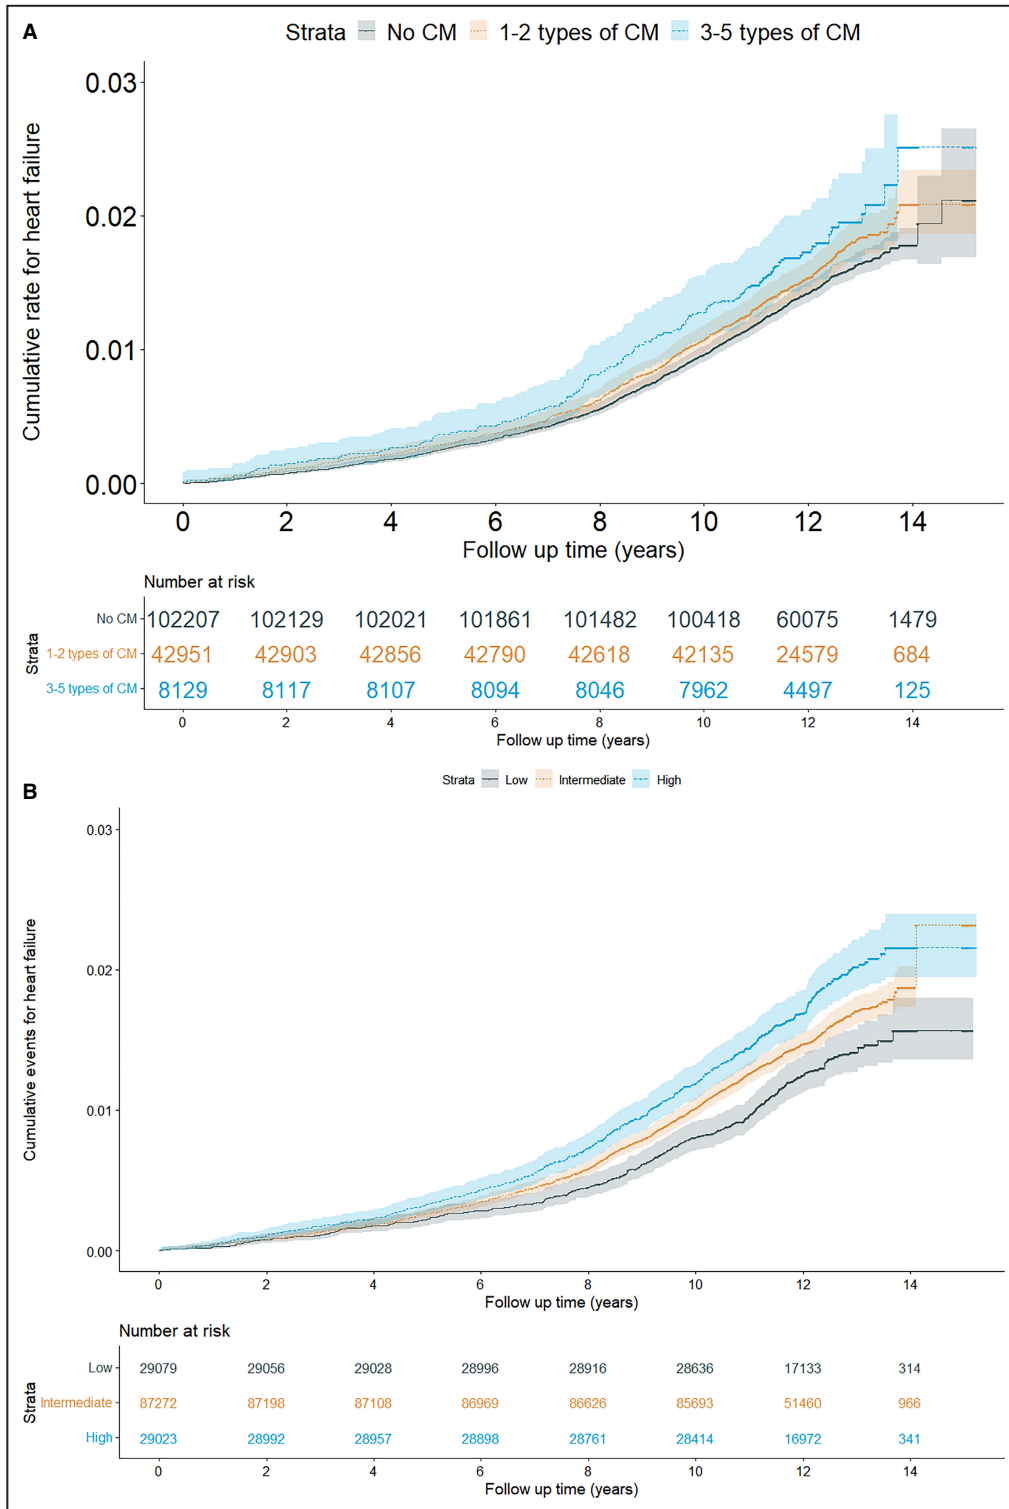 A
Strata No CM 1-2 types of CM 3-5 types of CM
Cumulative rate for heart failure
0.03
0.02
0.01
0.00
0 2 4 6 8 10 12 14
Follow up time (years)
Number at risk
Strata
No CM 102207 102129 102021 101861 101482 100418 60075 1479
1-2 types of CM 42951 42903 42856 42790 42618 42135 24579 684
3-5 types of CM 8129 8117 8107 8094 8046 7962 4497 125
0 2 4 6 8 10 12 14
Follow up time (years)
B
Strata Low Intermediate High
Cumulative events for heart failure
0.03
0.02
0.01
0.00
0 2 4 6 8 10 12 14
Follow up time (years)
Number at risk
Strata
Low 29079 29056 29028 28996 28916 28636 17133 314
Intermediate 87272 87198 87108 86969 86626 85693 51460 966
High 29023 28992 28957 28898 28761 28414 16972 341
0 2 4 6 8 10 12 14
Follow up time (years)